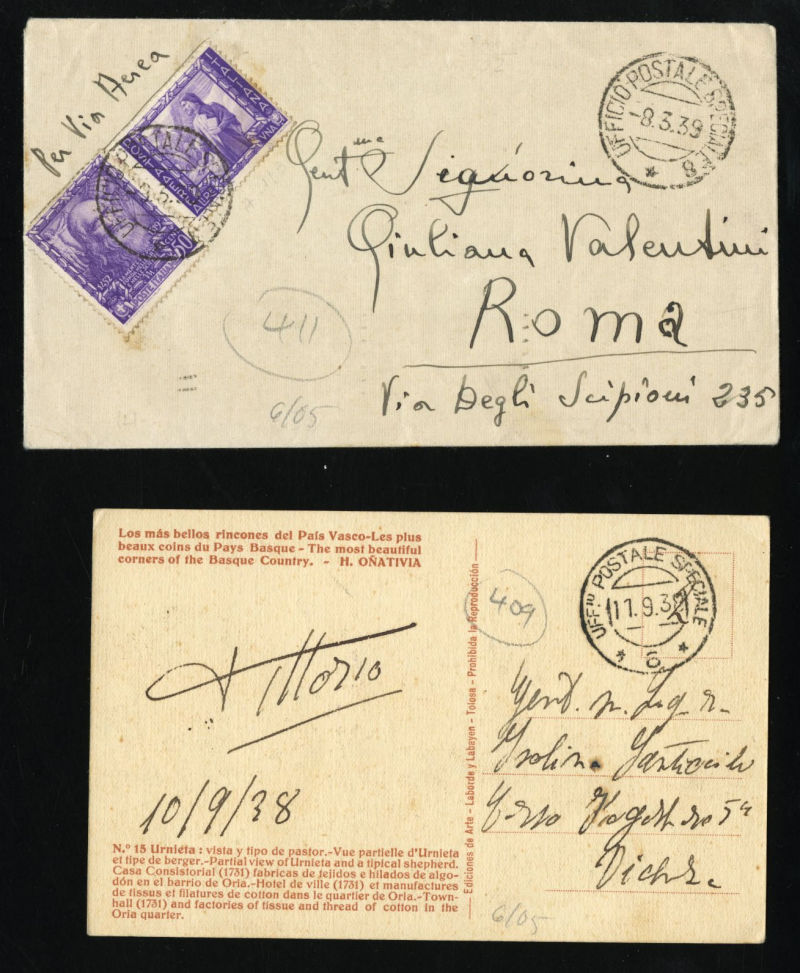 Per Via Aerea
POSTE ITALIANE
UFFICIO POSTALE SPECIALE
-8.3.39
* 8
Gent.ma Signorina
Giuliana Valentini
Roma
Via Degli Scipioni 235
411
6/05
Los más bellos rincones del País Vasco-Les plus
beaux coins du Pays Basque - The most beautiful
corners of the Basque Country. - H. OÑATIVIA
Ediciones de Arte - Laborde y Labayen - Tolosa - Prohibida la Reproducción
409
UFF.IO POSTALE SPECIALE
11.9.38
* 6 *
Vittorio
10/9/38
Gent.
N.º 15 Urnieta: vista y tipo de pastor.-Vue partielle d'Urnieta
et tipe de berger.-Partial view of Urnieta and a tipical shepherd.
Casa Consistorial (1731) fabricas de tejidos e hilados de algo-
dón en el barrio de Oria.-Hotel de ville (1731) et manufactures
de tissus et filatures de cotton dans le quartier de Oria.-Town-
hall (1731) and factories of tissue and thread of cotton in the
Oria quarter.
6/05